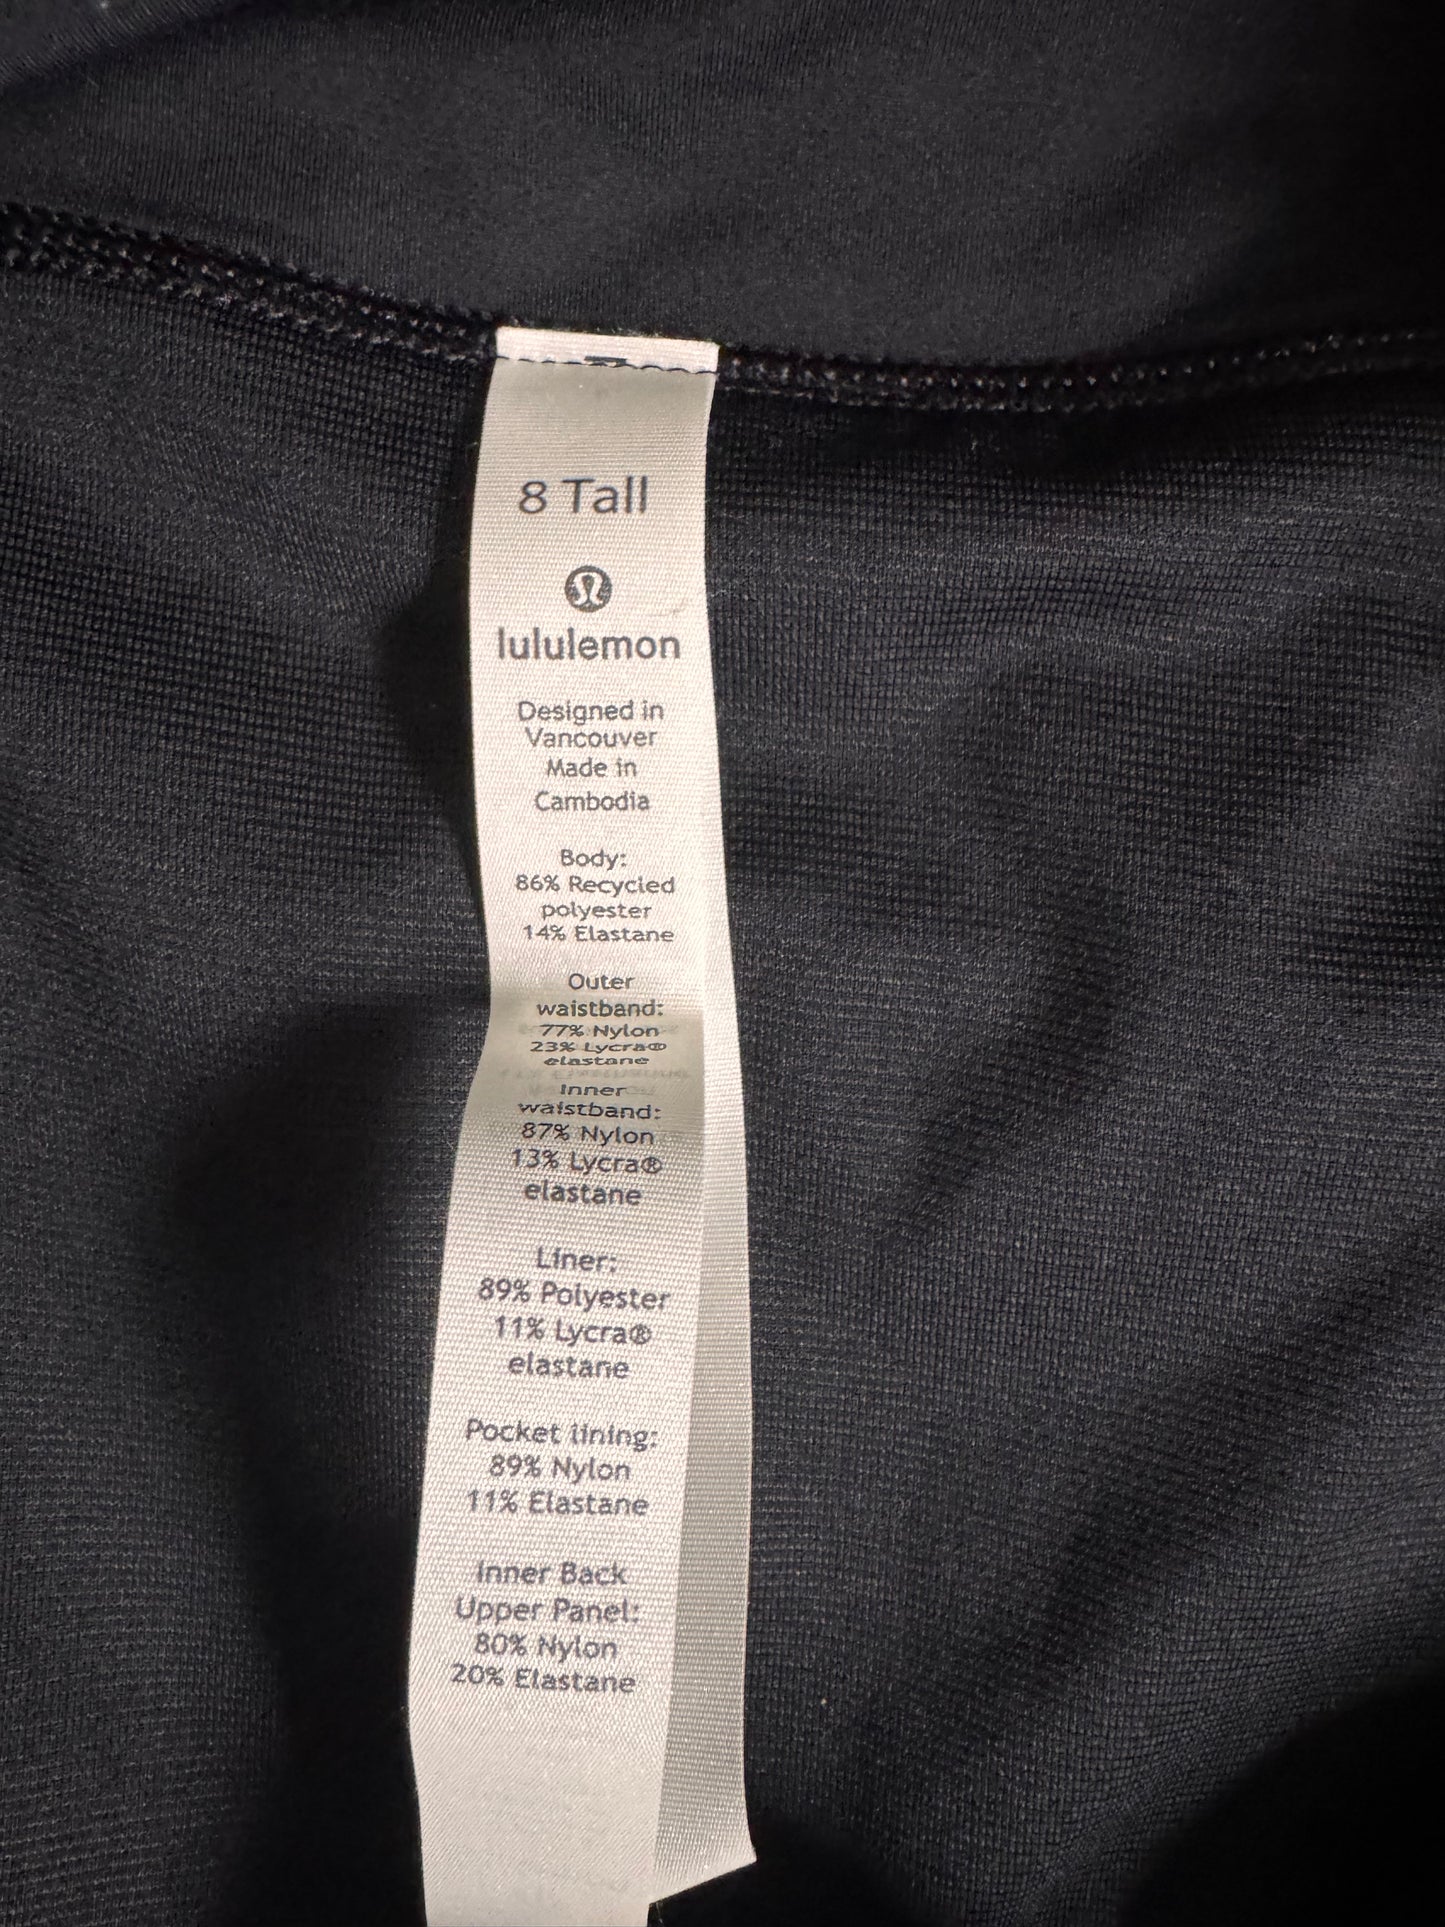 8 Tall
lululemon
Designed in
Vancouver
Made in
Cambodia
Body:
86% Recycled
polyester
14% Elastane
Outer
waistband:
77% Nylon
23% Lycra®
elastane
Inner
waistband:
87% Nylon
13% Lycra®
elastane
Liner:
89% Polyester
11% Lycra®
elastane
Pocket lining:
89% Nylon
11% Elastane
Inner Back
Upper Panel:
80% Nylon
20% Elastane